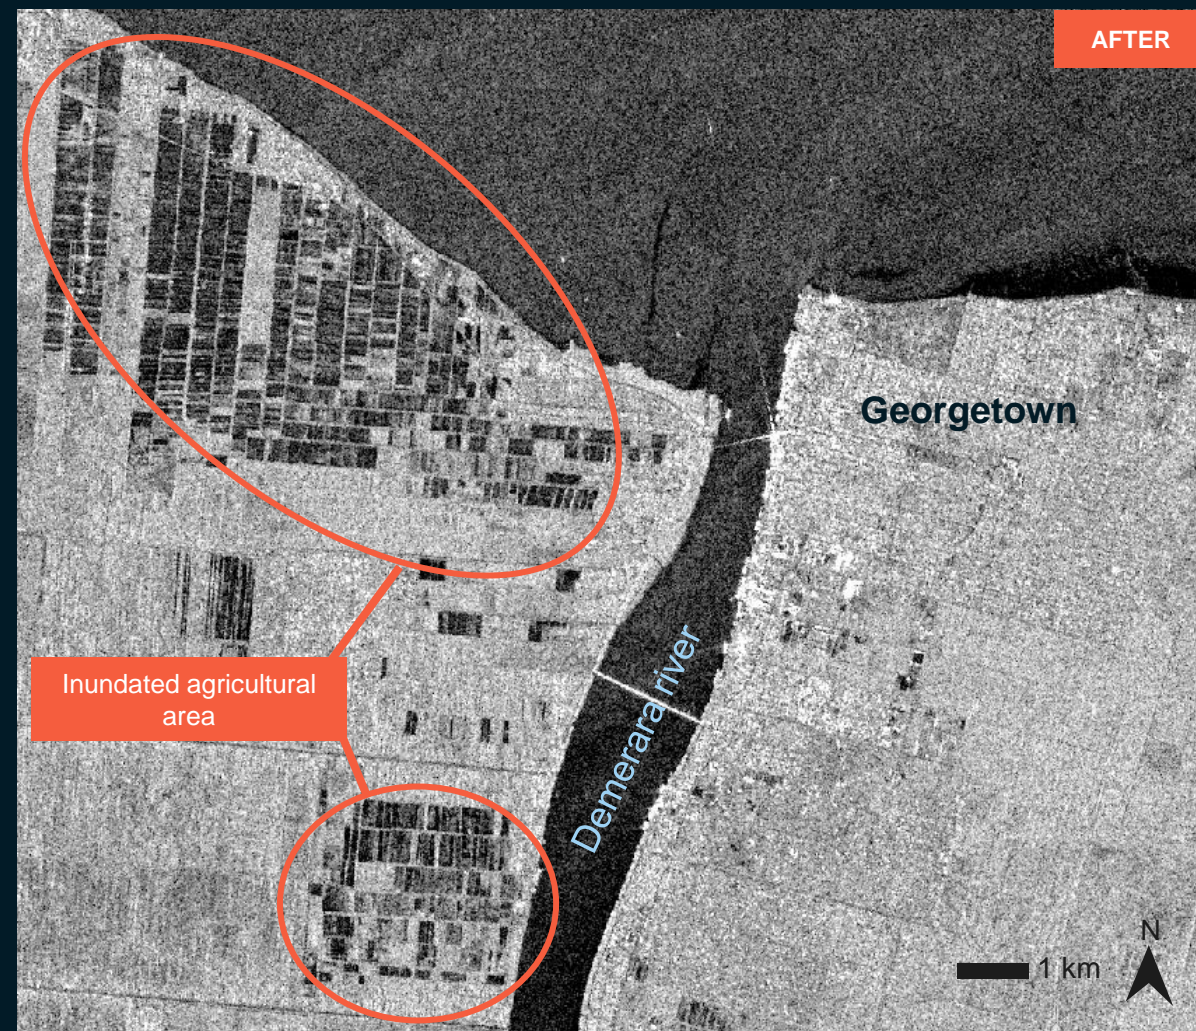 AFTER
Georgetown
Inundated agricultural
area
Demerara river
N
1 km